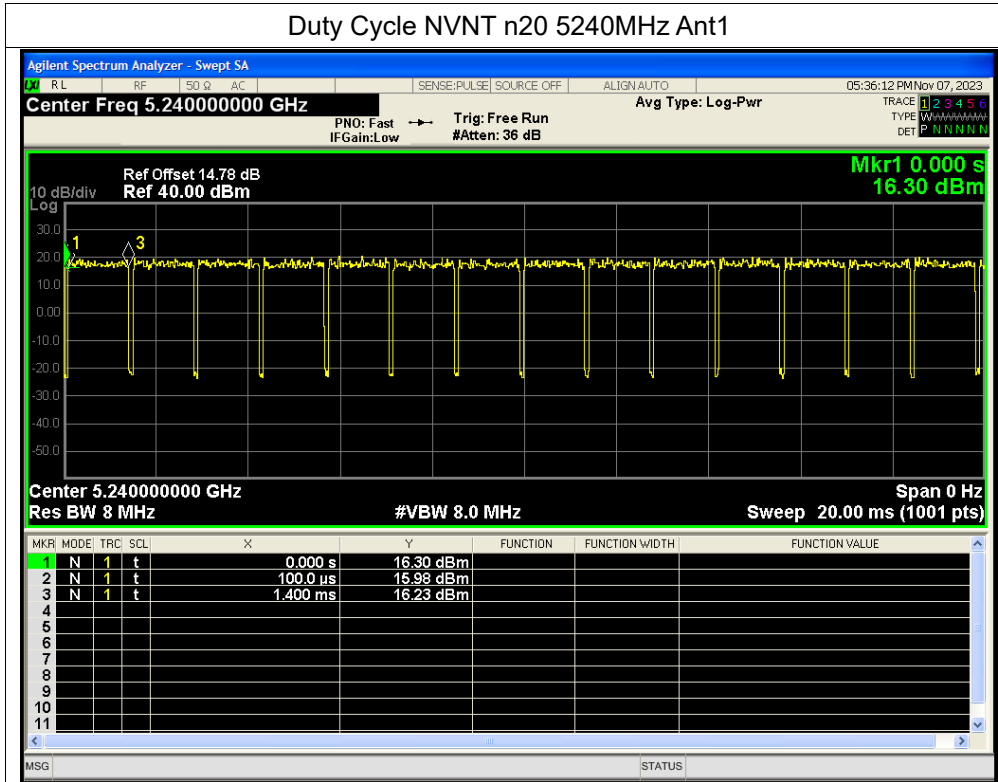 Duty Cycle NVNT n20 5240MHz Ant1
Agilent Spectrum Analyzer - Swept SA
LXI RL RF 50 Ω AC SENSE:PULSE SOURCE OFF ALIGN AUTO 05:36:12 PM Nov 07, 2023
Center Freq 5.240000000 GHz Avg Type: Log-Pwr TRACE 1 2 3 4 5 6
PNO: Fast Trig: Free Run TYPE WWWWWW
IFGain:Low #Atten: 36 dB DET P N N N N N
Mkr1 0.000 s
Ref Offset 14.78 dB 16.30 dBm
10 dB/div Ref 40.00 dBm
Log
30.0
1 3
20.0
10.0
0.00
-10.0
-20.0
-30.0
-40.0
-50.0
Center 5.240000000 GHz Span 0 Hz
Res BW 8 MHz #VBW 8.0 MHz Sweep 20.00 ms (1001 pts)
MKR MODE TRC SCL X Y FUNCTION FUNCTION WIDTH FUNCTION VALUE
1 N 1 t 0.000 s 16.30 dBm
2 N 1 t 100.0 µs 15.98 dBm
3 N 1 t 1.400 ms 16.23 dBm
4
5
6
7
8
9
10
11
MSG STATUS